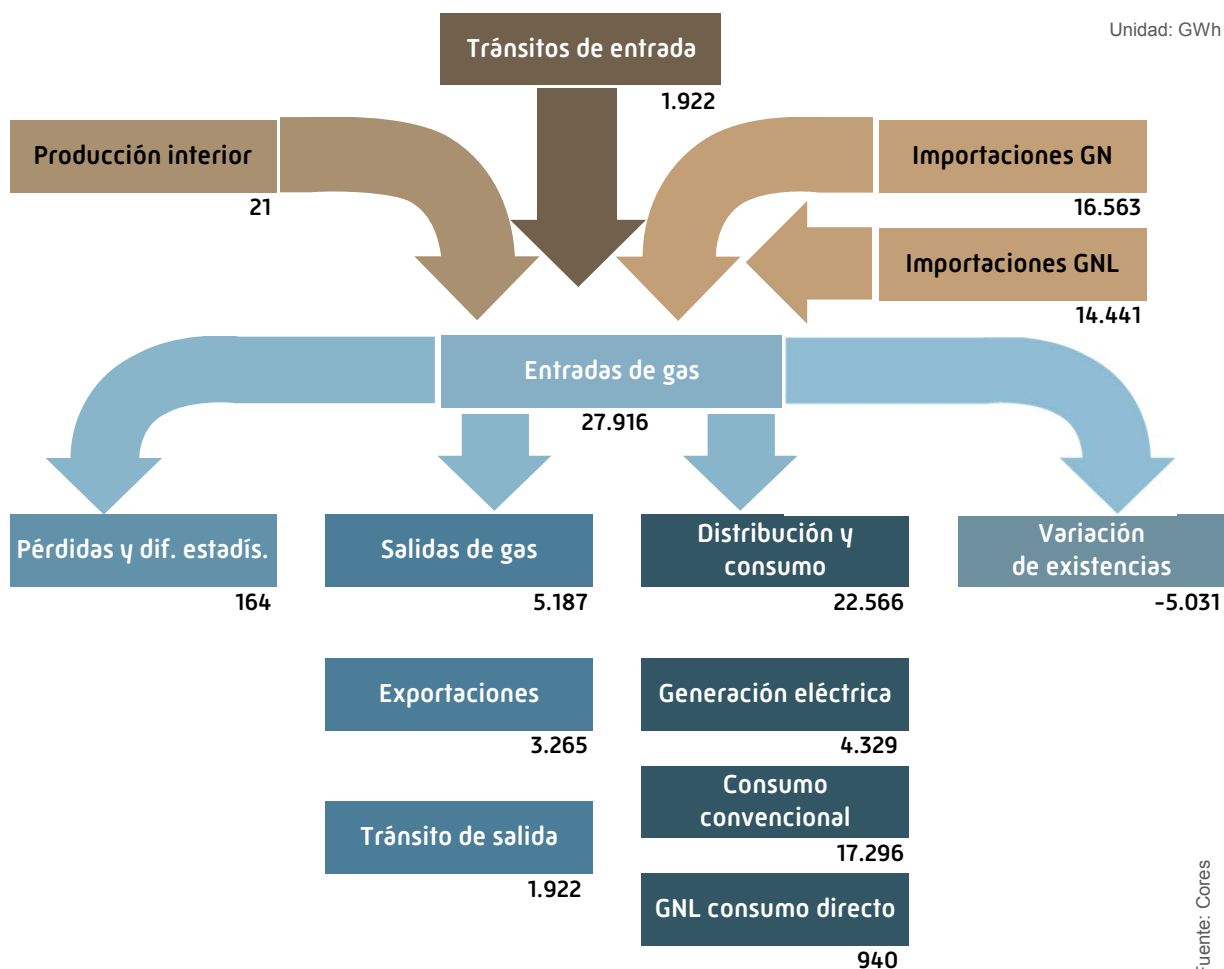 Unidad: GWh
Tránsitos de entrada
1.922
Producción interior
21
Importaciones GN
16.563
Importaciones GNL
14.441
Entradas de gas
27.916
Pérdidas y dif. estadís.
164
Salidas de gas
5.187
Distribución y
consumo
22.566
Variación
de existencias
-5.031
Exportaciones
3.265
Generación eléctrica
4.329
Consumo
convencional
17.296
Tránsito de salida
1.922
GNL consumo directo
940
Fuente: Cores